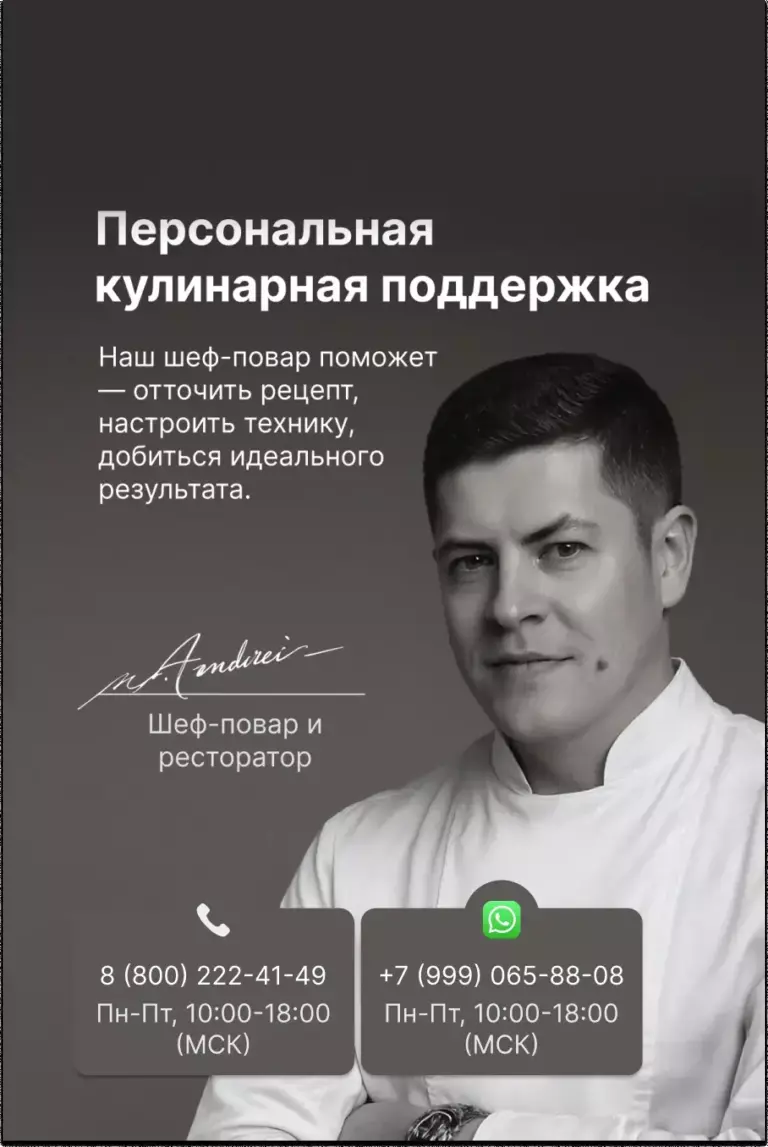 Персональная
кулинарная поддержка
Наш шеф-повар поможет
— отточить рецепт,
настроить технику,
добиться идеального
результата.
Andrei
Шеф-повар и
ресторатор
8 (800) 222-41-49
Пн-Пт, 10:00-18:00
(МСК)
+7 (999) 065-88-08
Пн-Пт, 10:00-18:00
(МСК)